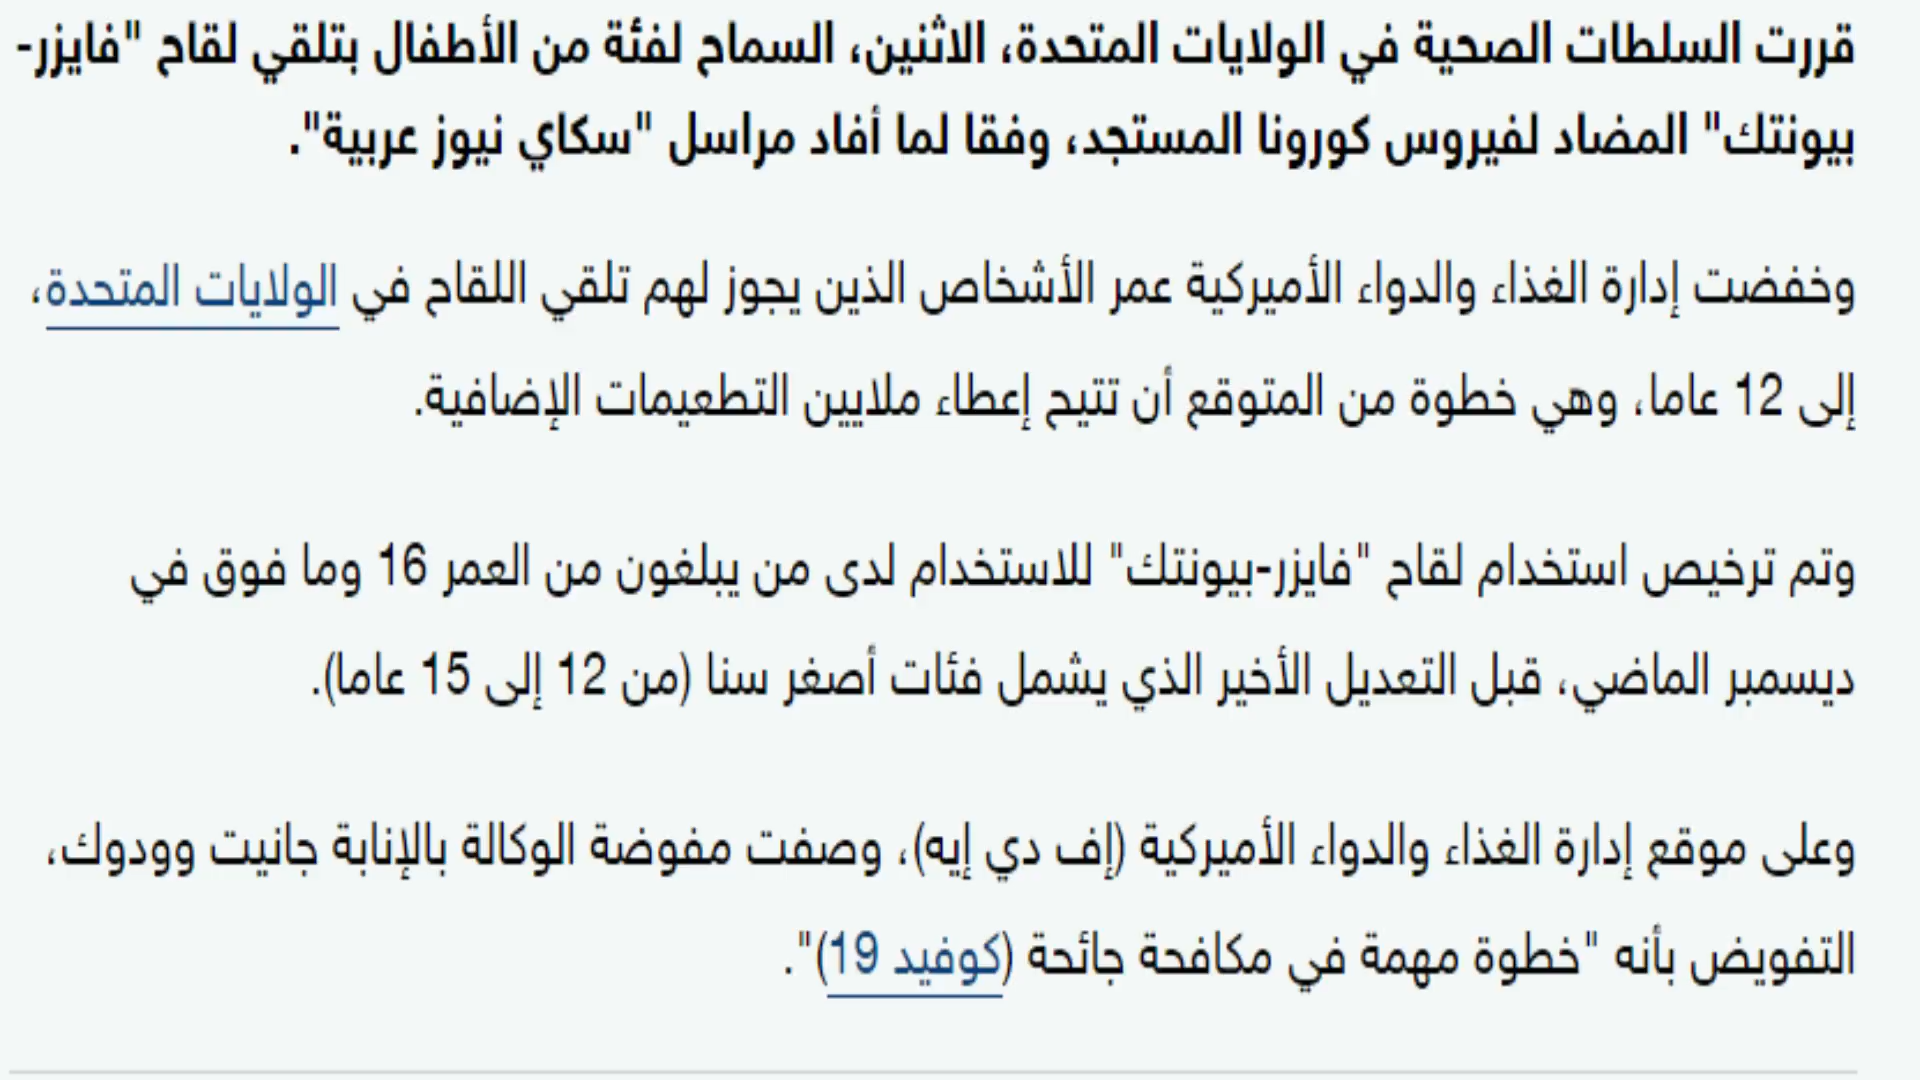 قررت السلطات الصحية في الولايات المتحدة، الاثنين، السماح لفئة من الأطفال بتلقي لقاح "فايزر-
بيونتك" المضاد لفيروس كورونا المستجد، وفقا لما أفاد مراسل "سكاي نيوز عربية".
وخفضت إدارة الغذاء والدواء الأميركية عمر الأشخاص الذين يجوز لهم تلقي اللقاح في الولايات المتحدة،
إلى 12 عاما، وهي خطوة من المتوقع أن تتيح إعطاء ملايين التطعيمات الإضافية.
وتم ترخيص استخدام لقاح "فايزر-بيونتك" للاستخدام لدى من يبلغون من العمر 16 وما فوق في
ديسمبر الماضي، قبل التعديل الأخير الذي يشمل فئات أصغر سنا (من 12 إلى 15 عاما).
وعلى موقع إدارة الغذاء والدواء الأميركية (إف دي إيه)، وصفت مفوضة الوكالة بالإنابة جانيت وودوك،
التفويض بأنه "خطوة مهمة في مكافحة جائحة (كوفيد 19)".